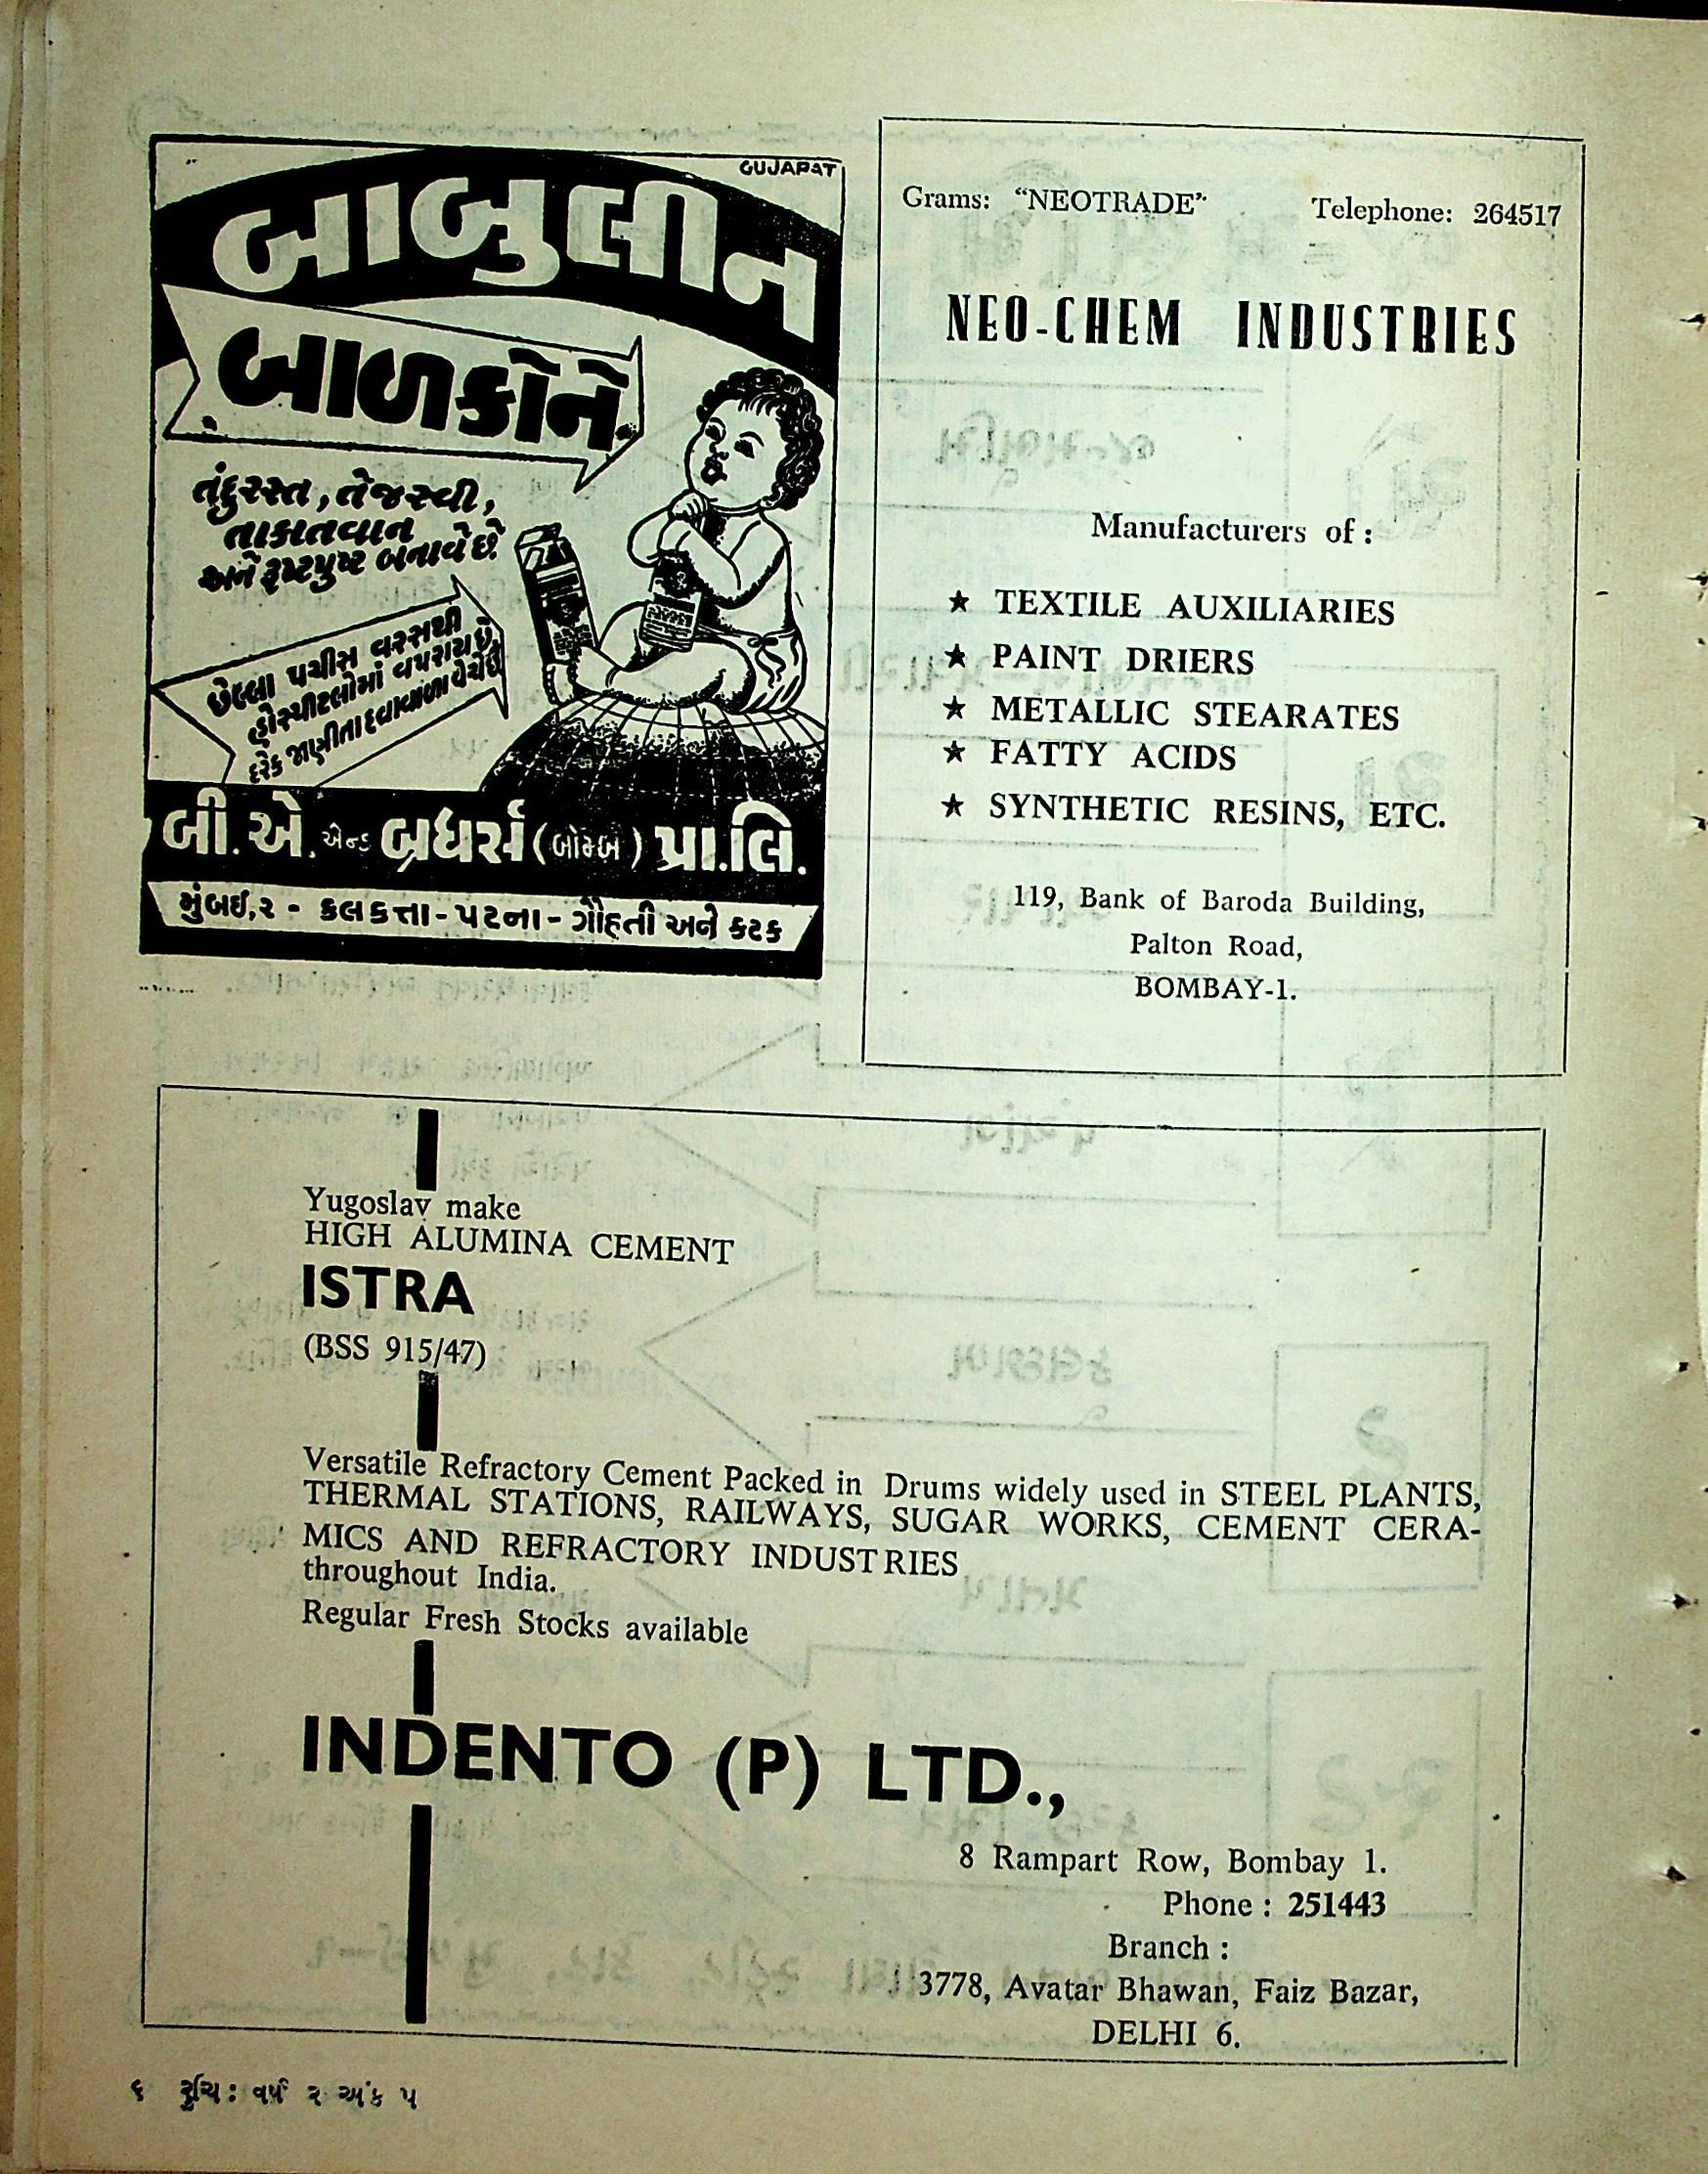 GUJARAT
બાબુલીન
બાળકોને
તંદુરસ્ત, તેજસ્વી,
તાકાતવાન
અને હૃષ્ટપુષ્ટ બનાવે છે.
છેલ્લા પચીસ વરસથી
હોસ્પીટલોમાં વપરાય છે.
દરેક જાણીતા દવાવાળા વેચે છે
બી. એ. એન્ડ બ્રધર્સ (બોમ્બે) પ્રા.લિ.
મુંબઈ,૨ - કલકત્તા - પટના - ગૌહતી અને કટક
Grams: "NEOTRADE" Telephone: 264517
NEO-CHEM INDUSTRIES
Manufacturers of :
★ TEXTILE AUXILIARIES
★ PAINT DRIERS
★ METALLIC STEARATES
★ FATTY ACIDS
★ SYNTHETIC RESINS, ETC.
119, Bank of Baroda Building,
Palton Road,
BOMBAY-1.
Yugoslav make
HIGH ALUMINA CEMENT
ISTRA
(BSS 915/47)
Versatile Refractory Cement Packed in Drums widely used in STEEL PLANTS,
THERMAL STATIONS, RAILWAYS, SUGAR WORKS, CEMENT CERA-
MICS AND REFRACTORY INDUSTRIES
throughout India.
Regular Fresh Stocks available
INDENTO (P) LTD.,
8 Rampart Row, Bombay 1.
Phone : 251443
Branch :
3778, Avatar Bhawan, Faiz Bazar,
DELHI 6.
૬ રુચિ : વર્ષ ૨ અંક ૫